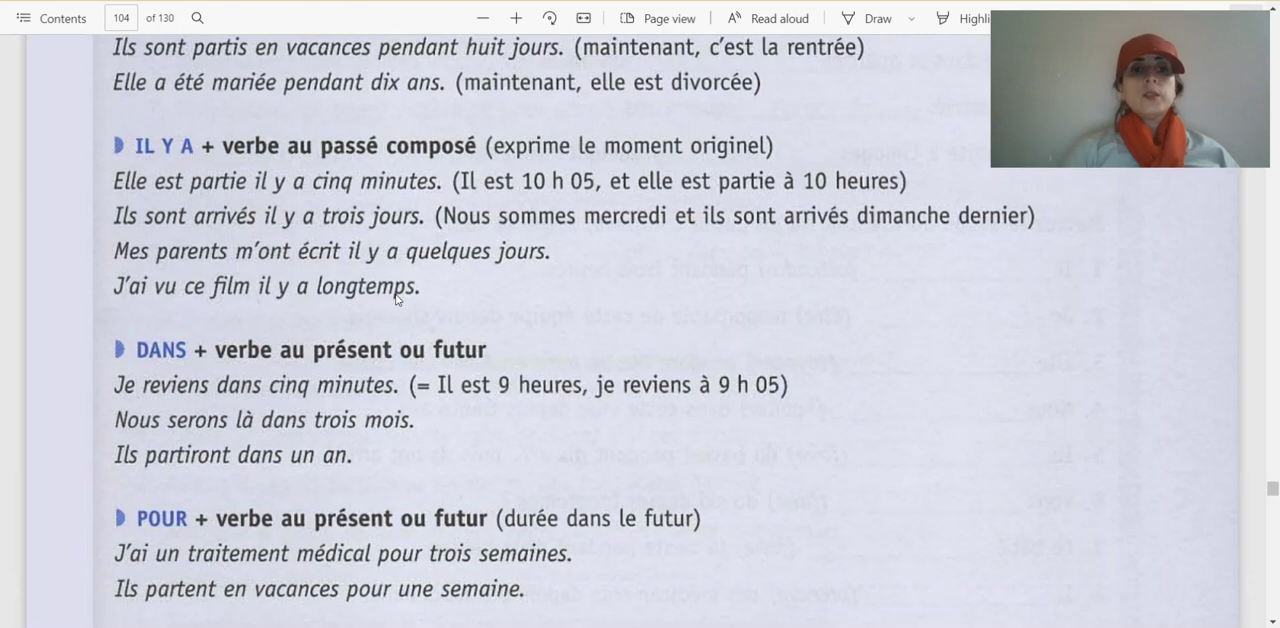 Contents
104 of 130
Page view
Read aloud
Draw
Highli
Ils sont partis en vacances pendant huit jours. (maintenant, c'est la rentrée)
Elle a été mariée pendant dix ans. (maintenant, elle est divorcée)
IL Y A + verbe au passé composé (exprime le moment originel)
Elle est partie il y a cinq minutes. (Il est 10 h 05, et elle est partie à 10 heures)
Ils sont arrivés il y a trois jours. (Nous sommes mercredi et ils sont arrivés dimanche dernier)
Mes parents m'ont écrit il y a quelques jours.
J'ai vu ce film il y a longtemps.
DANS + verbe au présent ou futur
Je reviens dans cinq minutes. (= Il est 9 heures, je reviens à 9 h 05)
Nous serons là dans trois mois.
Ils partiront dans un an.
POUR + verbe au présent ou futur (durée dans le futur)
J'ai un traitement médical pour trois semaines.
Ils partent en vacances pour une semaine.